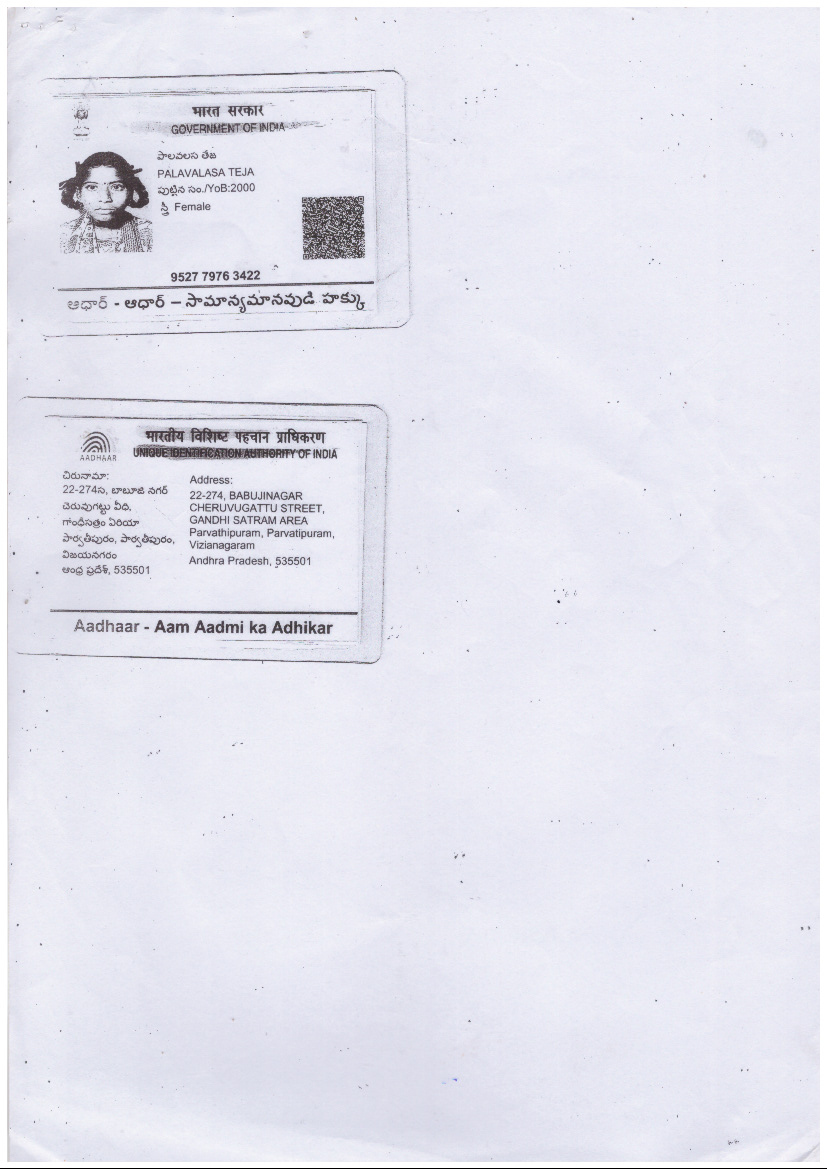 भारत सरकार
GOVERNMENT OF INDIA
పాలవలస తేజ
PALAVALASA TEJA
పుట్టిన సం./YoB:2000
స్త్రీ Female
9527 7976 3422
ఆధార్ - ఆధార్ – సామాన్యమానవుడి హక్కు
भारतीय विशिष्ट पहचान प्राधिकरण
UNIQUE IDENTIFICATION AUTHORITY OF INDIA
AADHAAR
చిరునామా:
22-274స, బాబూజి నగర్
చెరువుగట్టు వీధి,
గాంధీసత్రం ఏరియా
పార్వతీపురం, పార్వతీపురం,
విజయనగరం
ఆంధ్ర ప్రదేశ్, 535501
Address:
22-274, BABUJINAGAR
CHERUVUGATTU STREET,
GANDHI SATRAM AREA
Parvathipuram, Parvatipuram,
Vizianagaram
Andhra Pradesh, 535501
Aadhaar - Aam Aadmi ka Adhikar